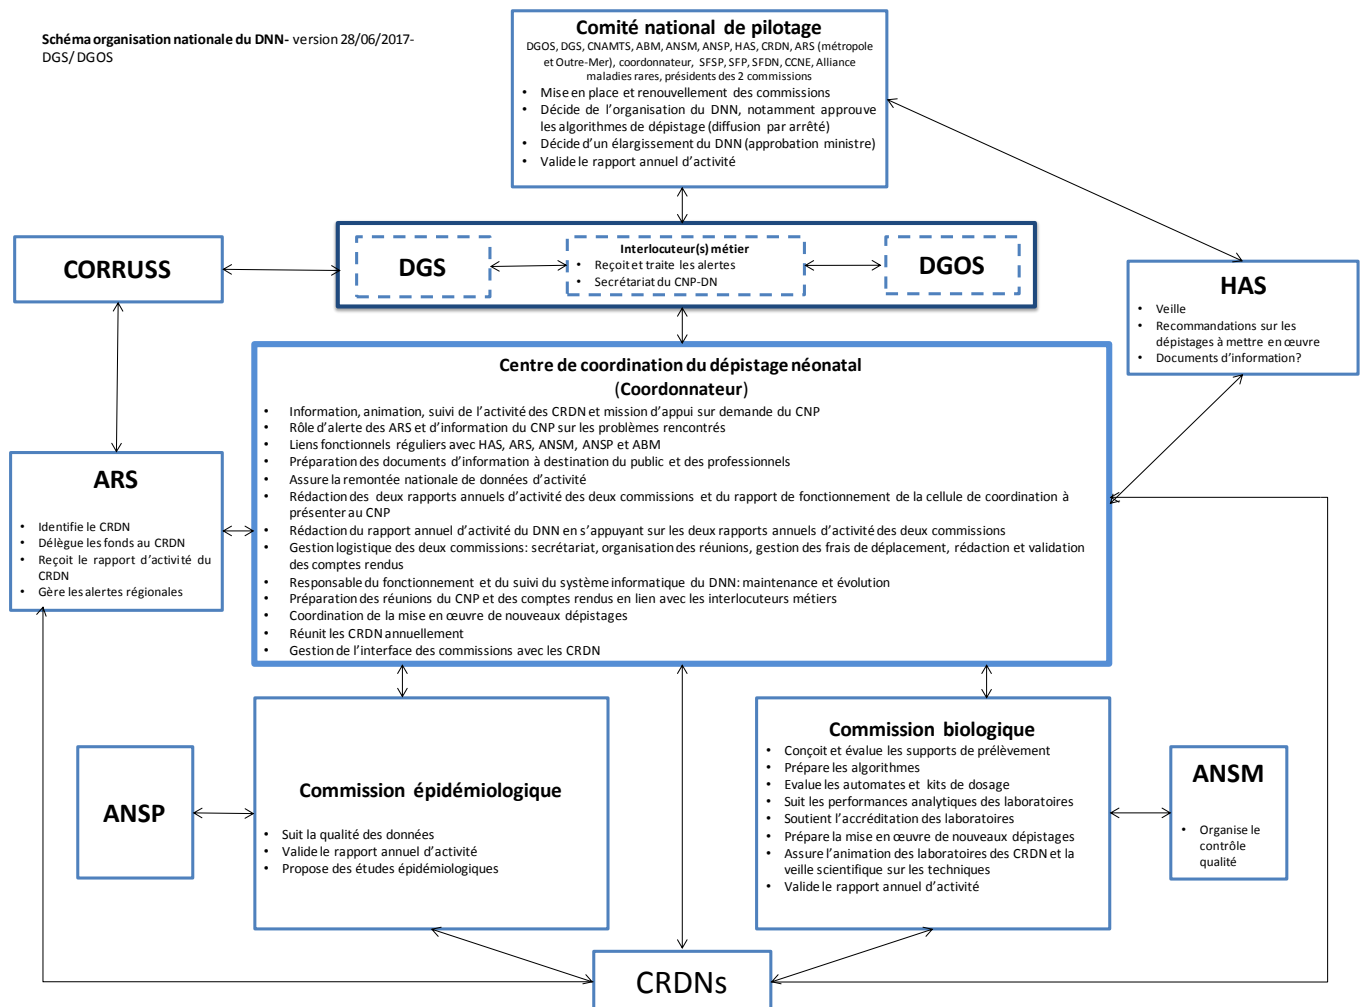 Schéma organisation nationale du DNN- version 28/06/2017-
DGS/ DGOS
Comité national de pilotage
DGOS, DGS, CNAMTS, ABM, ANSM, ANSP, HAS, CRDN, ARS (métropole
et Outre-Mer), coordonnateur, SFSP, SFP, SFDN, CCNE, Alliance
maladies rares, présidents des 2 commissions
• Mise en place et renouvellement des commissions
• Décide de l’organisation du DNN, notamment approuve
les algorithmes de dépistage (diffusion par arrêté)
• Décide d’un élargissement du DNN (approbation ministre)
• Valide le rapport annuel d’activité
CORRUSS
DGS
Interlocuteur(s) métier
• Reçoit et traite les alertes
• Secrétariat du CNP-DN
DGOS
HAS
• Veille
• Recommandations sur les
dépistages à mettre en œuvre
• Documents d’information?
Centre de coordination du dépistage néonatal
(Coordonnateur)
• Information, animation, suivi de l’activité des CRDN et mission d’appui sur demande du CNP
• Rôle d’alerte des ARS et d’information du CNP sur les problèmes rencontrés
• Liens fonctionnels réguliers avec HAS, ARS, ANSM, ANSP et ABM
• Préparation des documents d’information à destination du public et des professionnels
• Assure la remontée nationale de données d’activité
• Rédaction des deux rapports annuels d’activité des deux commissions et du rapport de fonctionnement de la cellule de coordination à
présenter au CNP
• Rédaction du rapport annuel d’activité du DNN en s’appuyant sur les deux rapports annuels d’activité des deux commissions
• Gestion logistique des deux commissions: secrétariat, organisation des réunions, gestion des frais de déplacement, rédaction et validation
des comptes rendus
• Responsable du fonctionnement et du suivi du système informatique du DNN: maintenance et évolution
• Préparation des réunions du CNP et des comptes rendus en lien avec les interlocuteurs métiers
• Coordination de la mise en œuvre de nouveaux dépistages
• Réunit les CRDN annuellement
• Gestion de l’interface des commissions avec les CRDN
ARS
• Identifie le CRDN
• Délègue les fonds au CRDN
• Reçoit le rapport d’activité du
CRDN
• Gère les alertes régionales
ANSP
Commission épidémiologique
• Suit la qualité des données
• Valide le rapport annuel d’activité
• Propose des études épidémiologiques
Commission biologique
• Conçoit et évalue les supports de prélèvement
• Prépare les algorithmes
• Evalue les automates et kits de dosage
• Suit les performances analytiques des laboratoires
• Soutient l’accréditation des laboratoires
• Prépare la mise en œuvre de nouveaux dépistages
• Assure l’animation des laboratoires des CRDN et la
veille scientifique sur les techniques
• Valide le rapport annuel d’activité
ANSM
• Organise le
contrôle
qualité
CRDNs